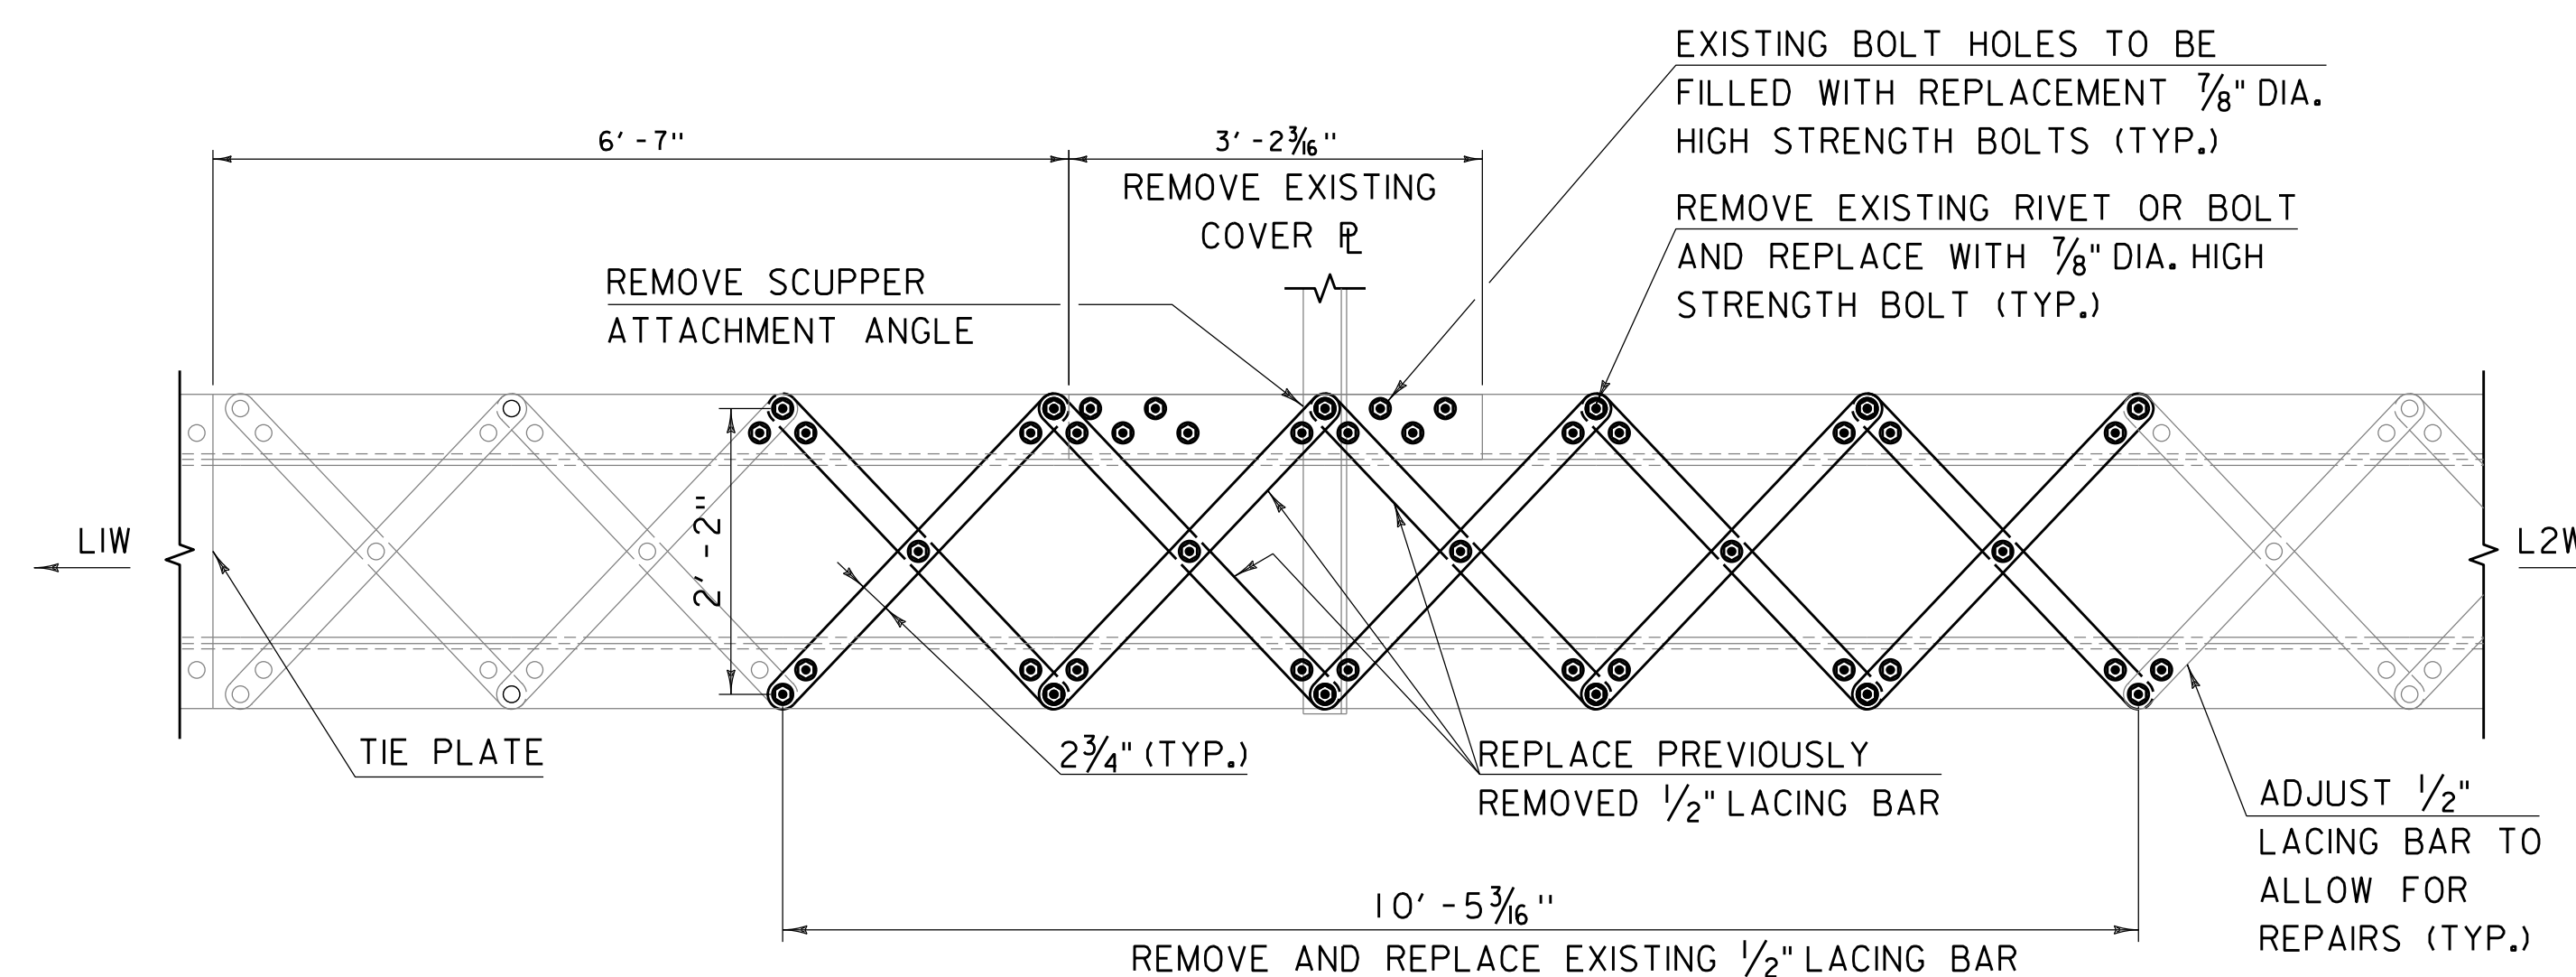 EXISTING BOLT HOLES TO BE
FILLED WITH REPLACEMENT 7/8" DIA.
HIGH STRENGTH BOLTS (TYP.)
6'-7"
3'-2 3/16"
REMOVE EXISTING
COVER ℄
REMOVE EXISTING RIVET OR BOLT
AND REPLACE WITH 7/8" DIA. HIGH
STRENGTH BOLT (TYP.)
REMOVE SCUPPER
ATTACHMENT ANGLE
2'-2"
L1W
L2W
TIE PLATE
2 3/4" (TYP.)
REPLACE PREVIOUSLY
REMOVED 1/2" LACING BAR
ADJUST 1/2"
LACING BAR TO
ALLOW FOR
REPAIRS (TYP.)
10'-5 3/16"
REMOVE AND REPLACE EXISTING 1/2" LACING BAR